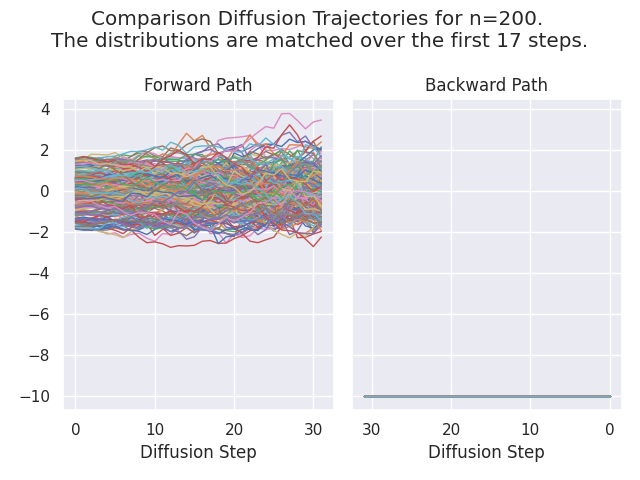 Comparison Diffusion Trajectories for n=200.
The distributions are matched over the first 17 steps.
Forward Path
Backward Path
4
2
0
−2
−4
−6
−8
−10
0 10 20 30
30 20 10 0
Diffusion Step
Diffusion Step